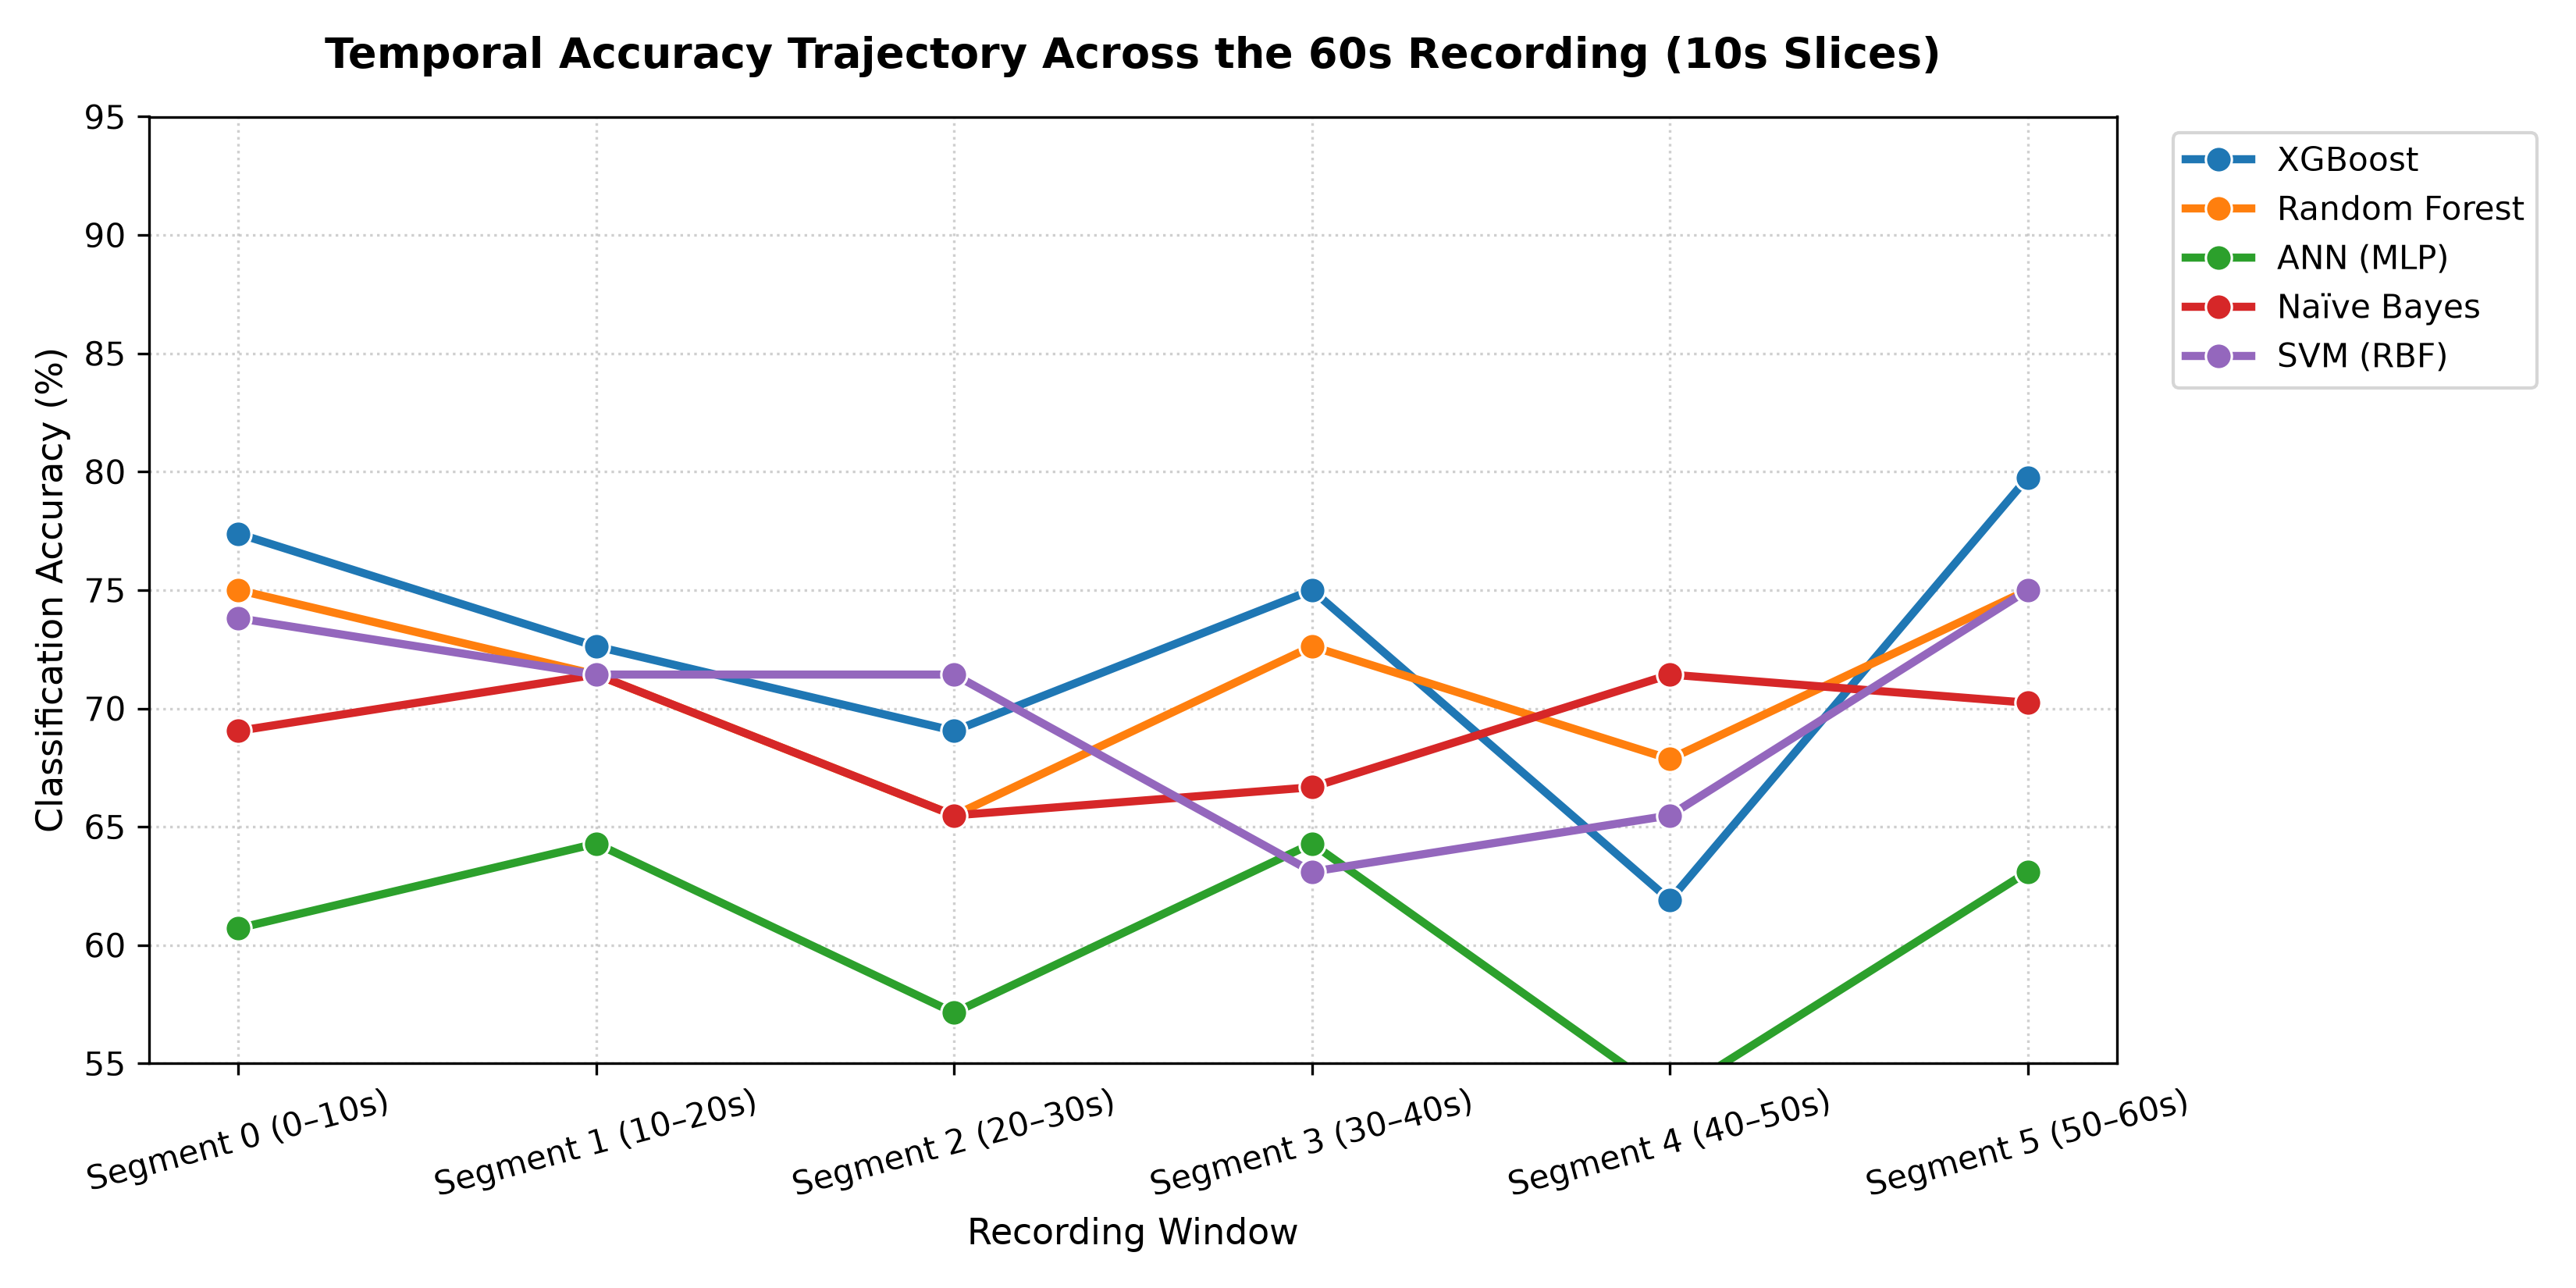 Temporal Accuracy Trajectory Across the 60s Recording (10s Slices)
Classification Accuracy (%)
95
90
85
80
75
70
65
60
55
Segment 0 (0–10s)
Segment 1 (10–20s)
Segment 2 (20–30s)
Segment 3 (30–40s)
Segment 4 (40–50s)
Segment 5 (50–60s)
Recording Window
XGBoost
Random Forest
ANN (MLP)
Naïve Bayes
SVM (RBF)